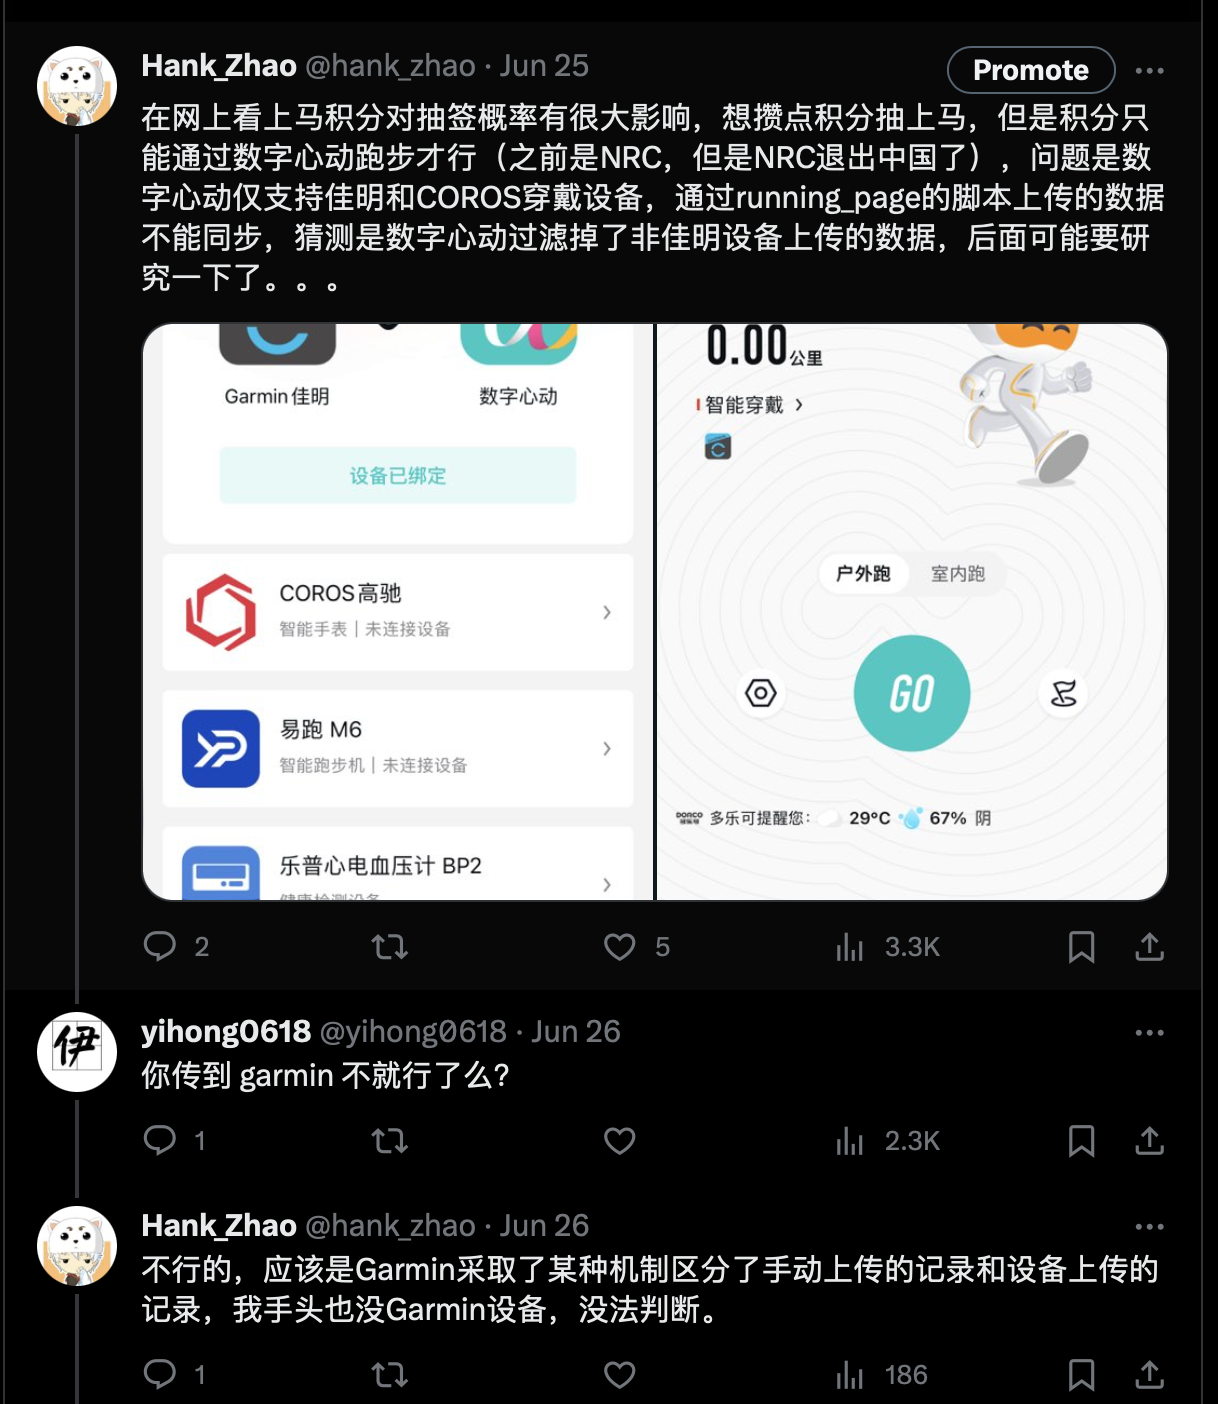 Hank_Zhao @hank_zhao · Jun 25
Promote
在网上看上马积分对抽签概率有很大影响，想攒点积分抽上马，但是积分只
能通过数字心动跑步才行（之前是NRC，但是NRC退出中国了），问题是数
字心动仅支持佳明和COROS穿戴设备，通过running_page的脚本上传的数据
不能同步，猜测是数字心动过滤掉了非佳明设备上传的数据，后面可能要研
究一下了。。。
Garmin佳明
数字心动
设备已绑定
COROS高驰
智能手表｜未连接设备
易跑 M6
智能跑步机｜未连接设备
乐普心电血压计 BP2
健康检测设备
0.00公里
智能穿戴
户外跑
室内跑
GO
多乐可提醒您：
29°C
67% 阴
2
5
3.3K
伊
yihong0618 @yihong0618 · Jun 26
你传到 garmin 不就行了么?
1
2.3K
Hank_Zhao @hank_zhao · Jun 26
不行的，应该是Garmin采取了某种机制区分了手动上传的记录和设备上传的
记录，我手头也没Garmin设备，没法判断。
1
186